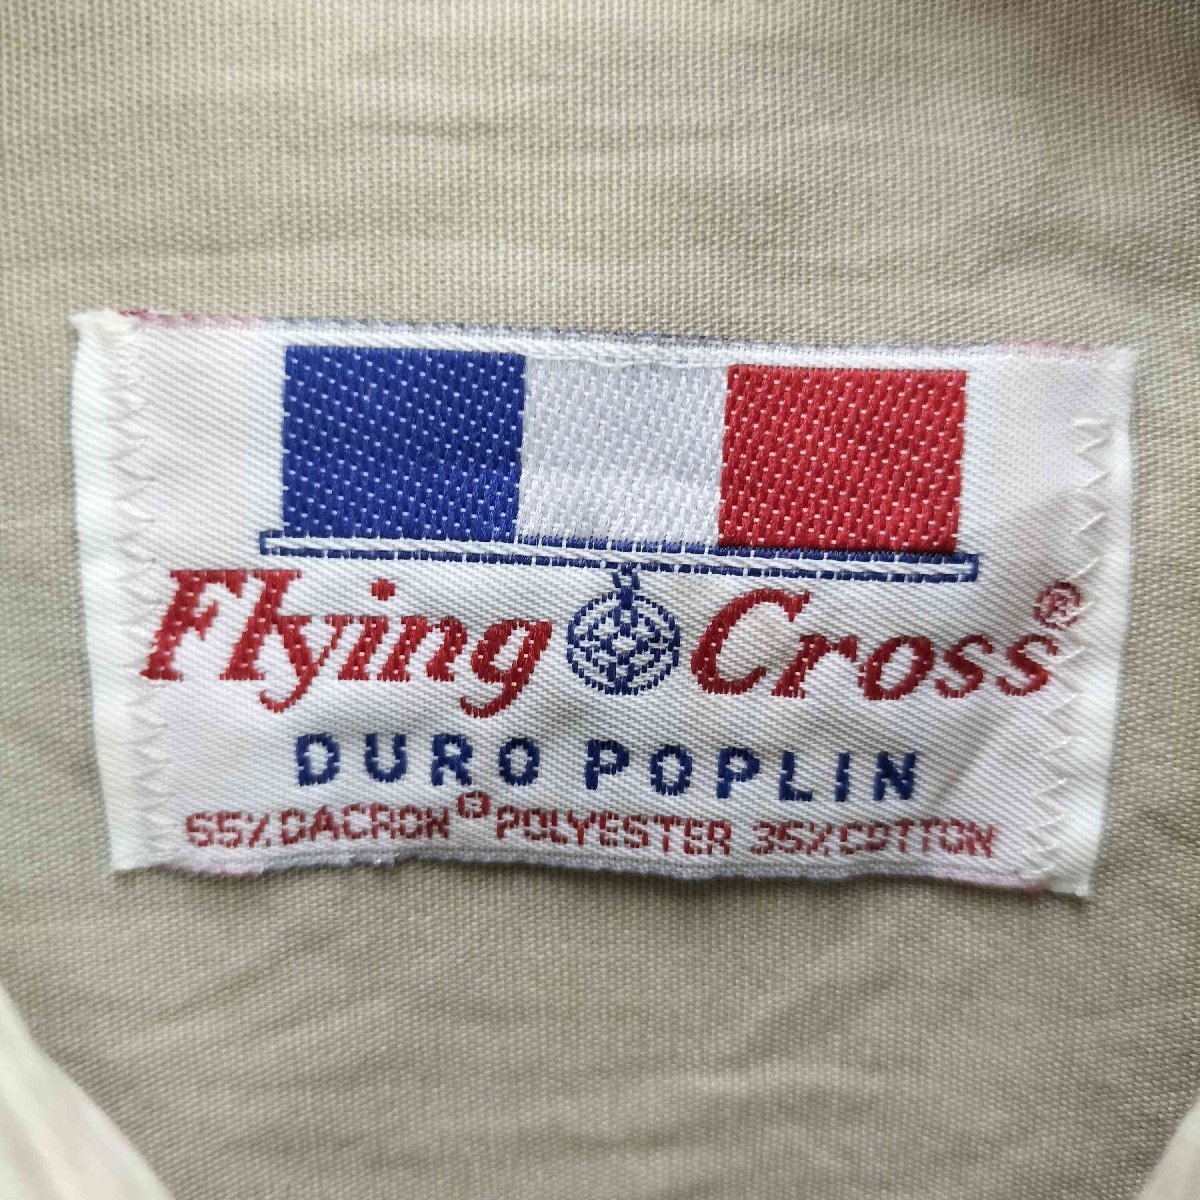 Flying Cross®
DURO POPLIN
65% DACRON® POLYESTER 35% COTTON